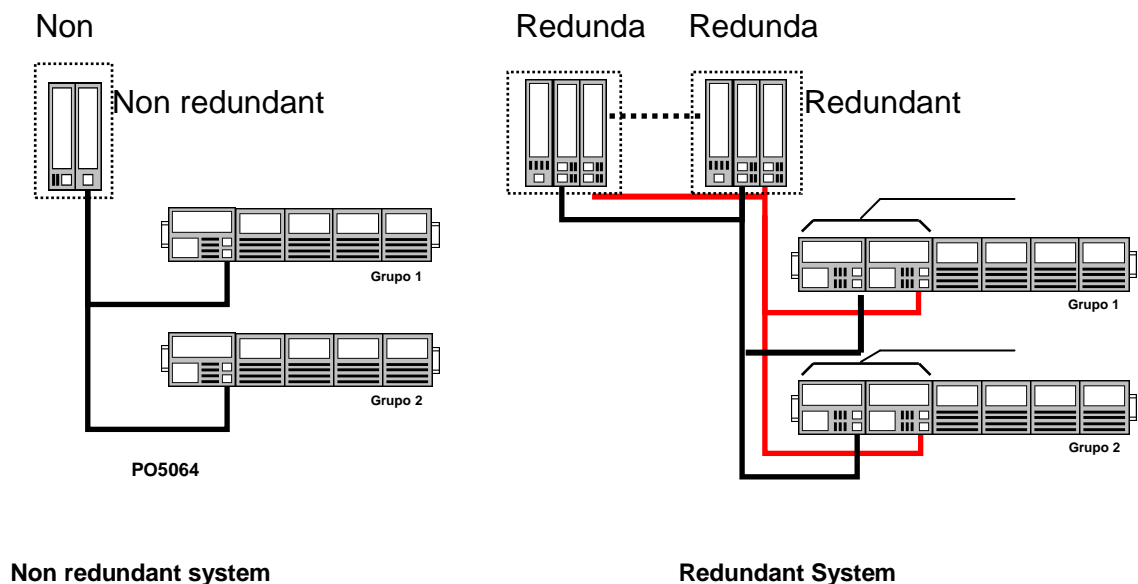 Non
Non redundant
Grupo 1
Grupo 2
PO5064
Non redundant system
Redunda Redunda
Redundant
Grupo 1
Grupo 2
Redundant System